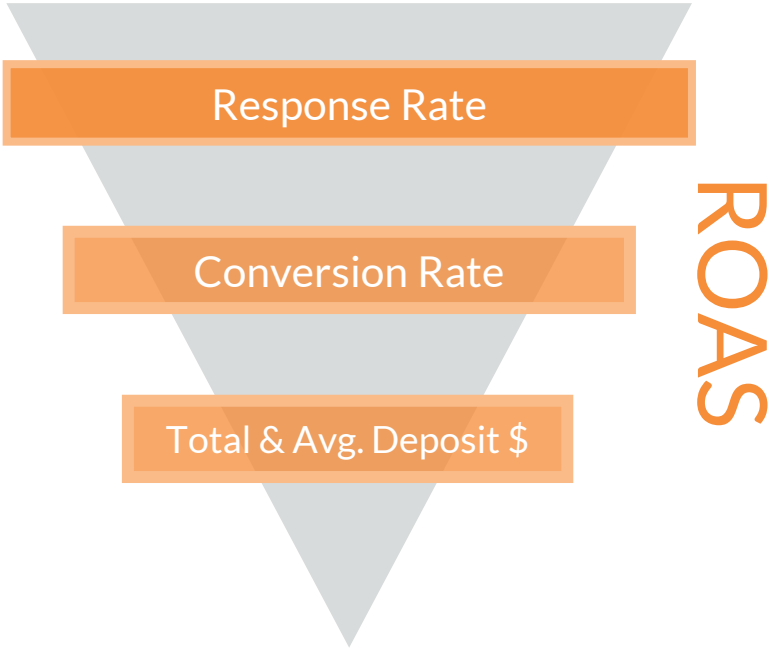 Response Rate
Conversion Rate
Total & Avg. Deposit $
ROAS